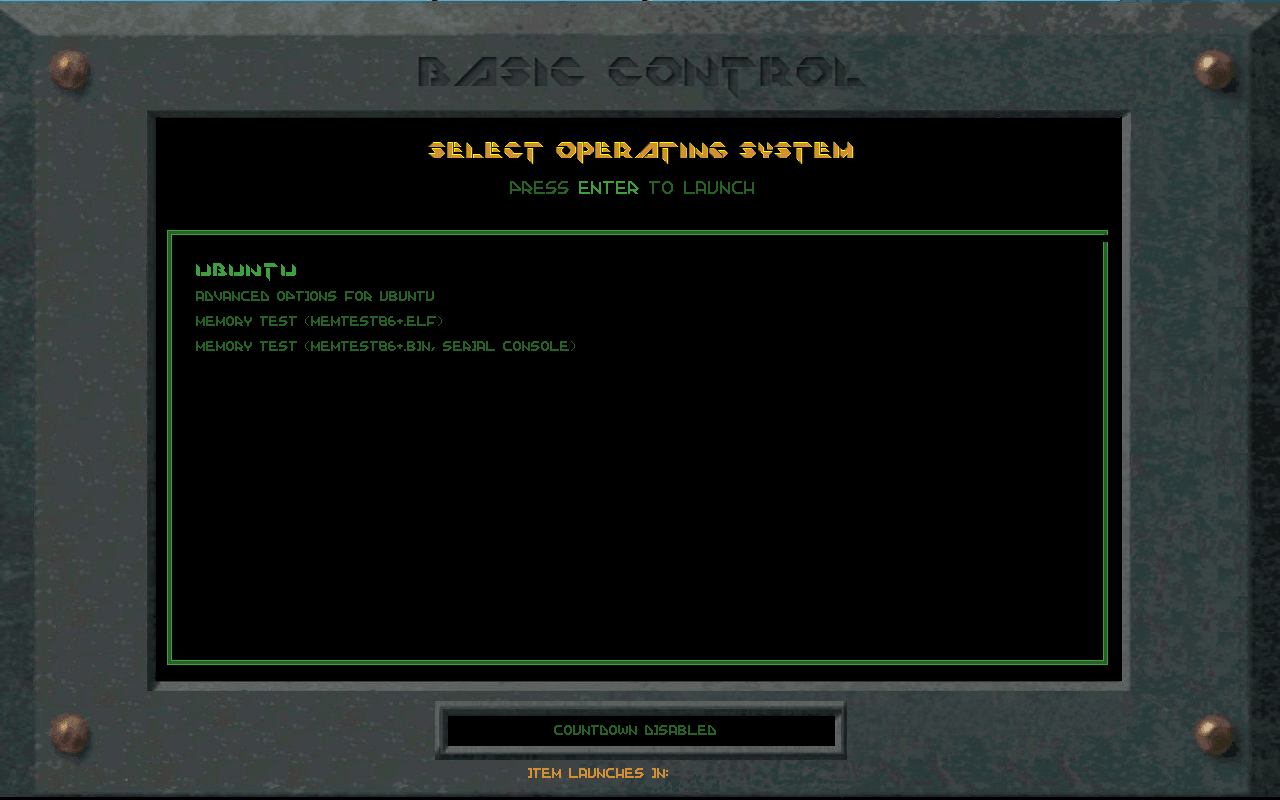 BASIC CONTROL
SELECT OPERATING SYSTEM
PRESS ENTER TO LAUNCH
UBUNTU
ADVANCED OPTIONS FOR UBUNTU
MEMORY TEST (MEMTEST86+.ELF)
MEMORY TEST (MEMTEST86+.BIN, SERIAL CONSOLE)
COUNTDOWN DISABLED
ITEM LAUNCHES IN: